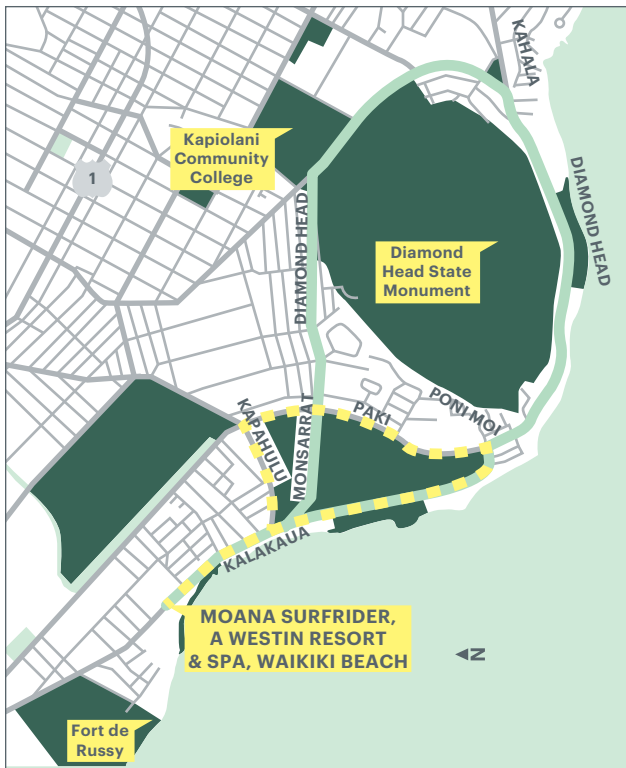 KAHALA
Kapiolani
Community
College
1
DIAMOND HEAD
DIAMOND HEAD
Diamond
Head State
Monument
PONI MOI
PAKI
KAPAHULU
MONSARRAT
KALAKAUA
MOANA SURFRIDER,
A WESTIN RESORT
& SPA, WAIKIKI BEACH
N
Fort de
Russy